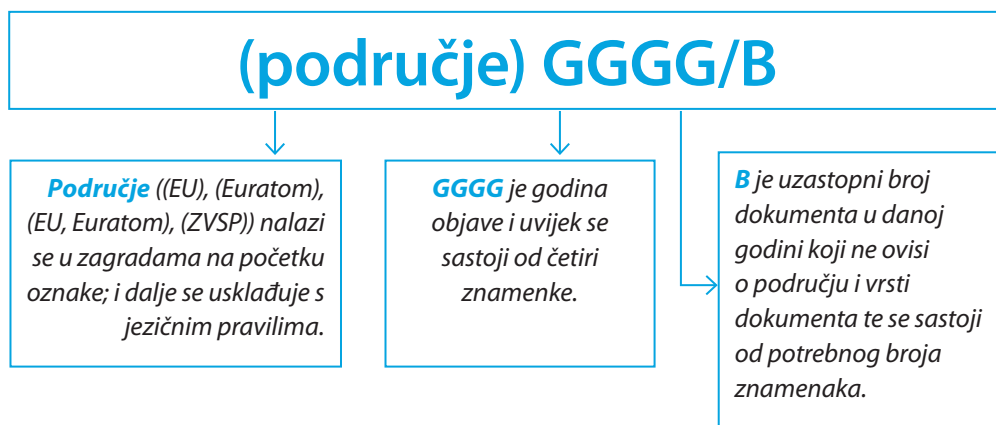 (područje) GGGG/B
Područje ((EU), (Euratom),
(EU, Euratom), (ZVSP)) nalazi
se u zagradama na početku
oznake; i dalje se usklađuje s
jezičnim pravilima.
GGGG je godina
objave i uvijek se
sastoji od četiri
znamenke.
B je uzastopni broj
dokumenta u danoj
godini koji ne ovisi
o području i vrsti
dokumenta te se sastoji
od potrebnog broja
znamenaka.